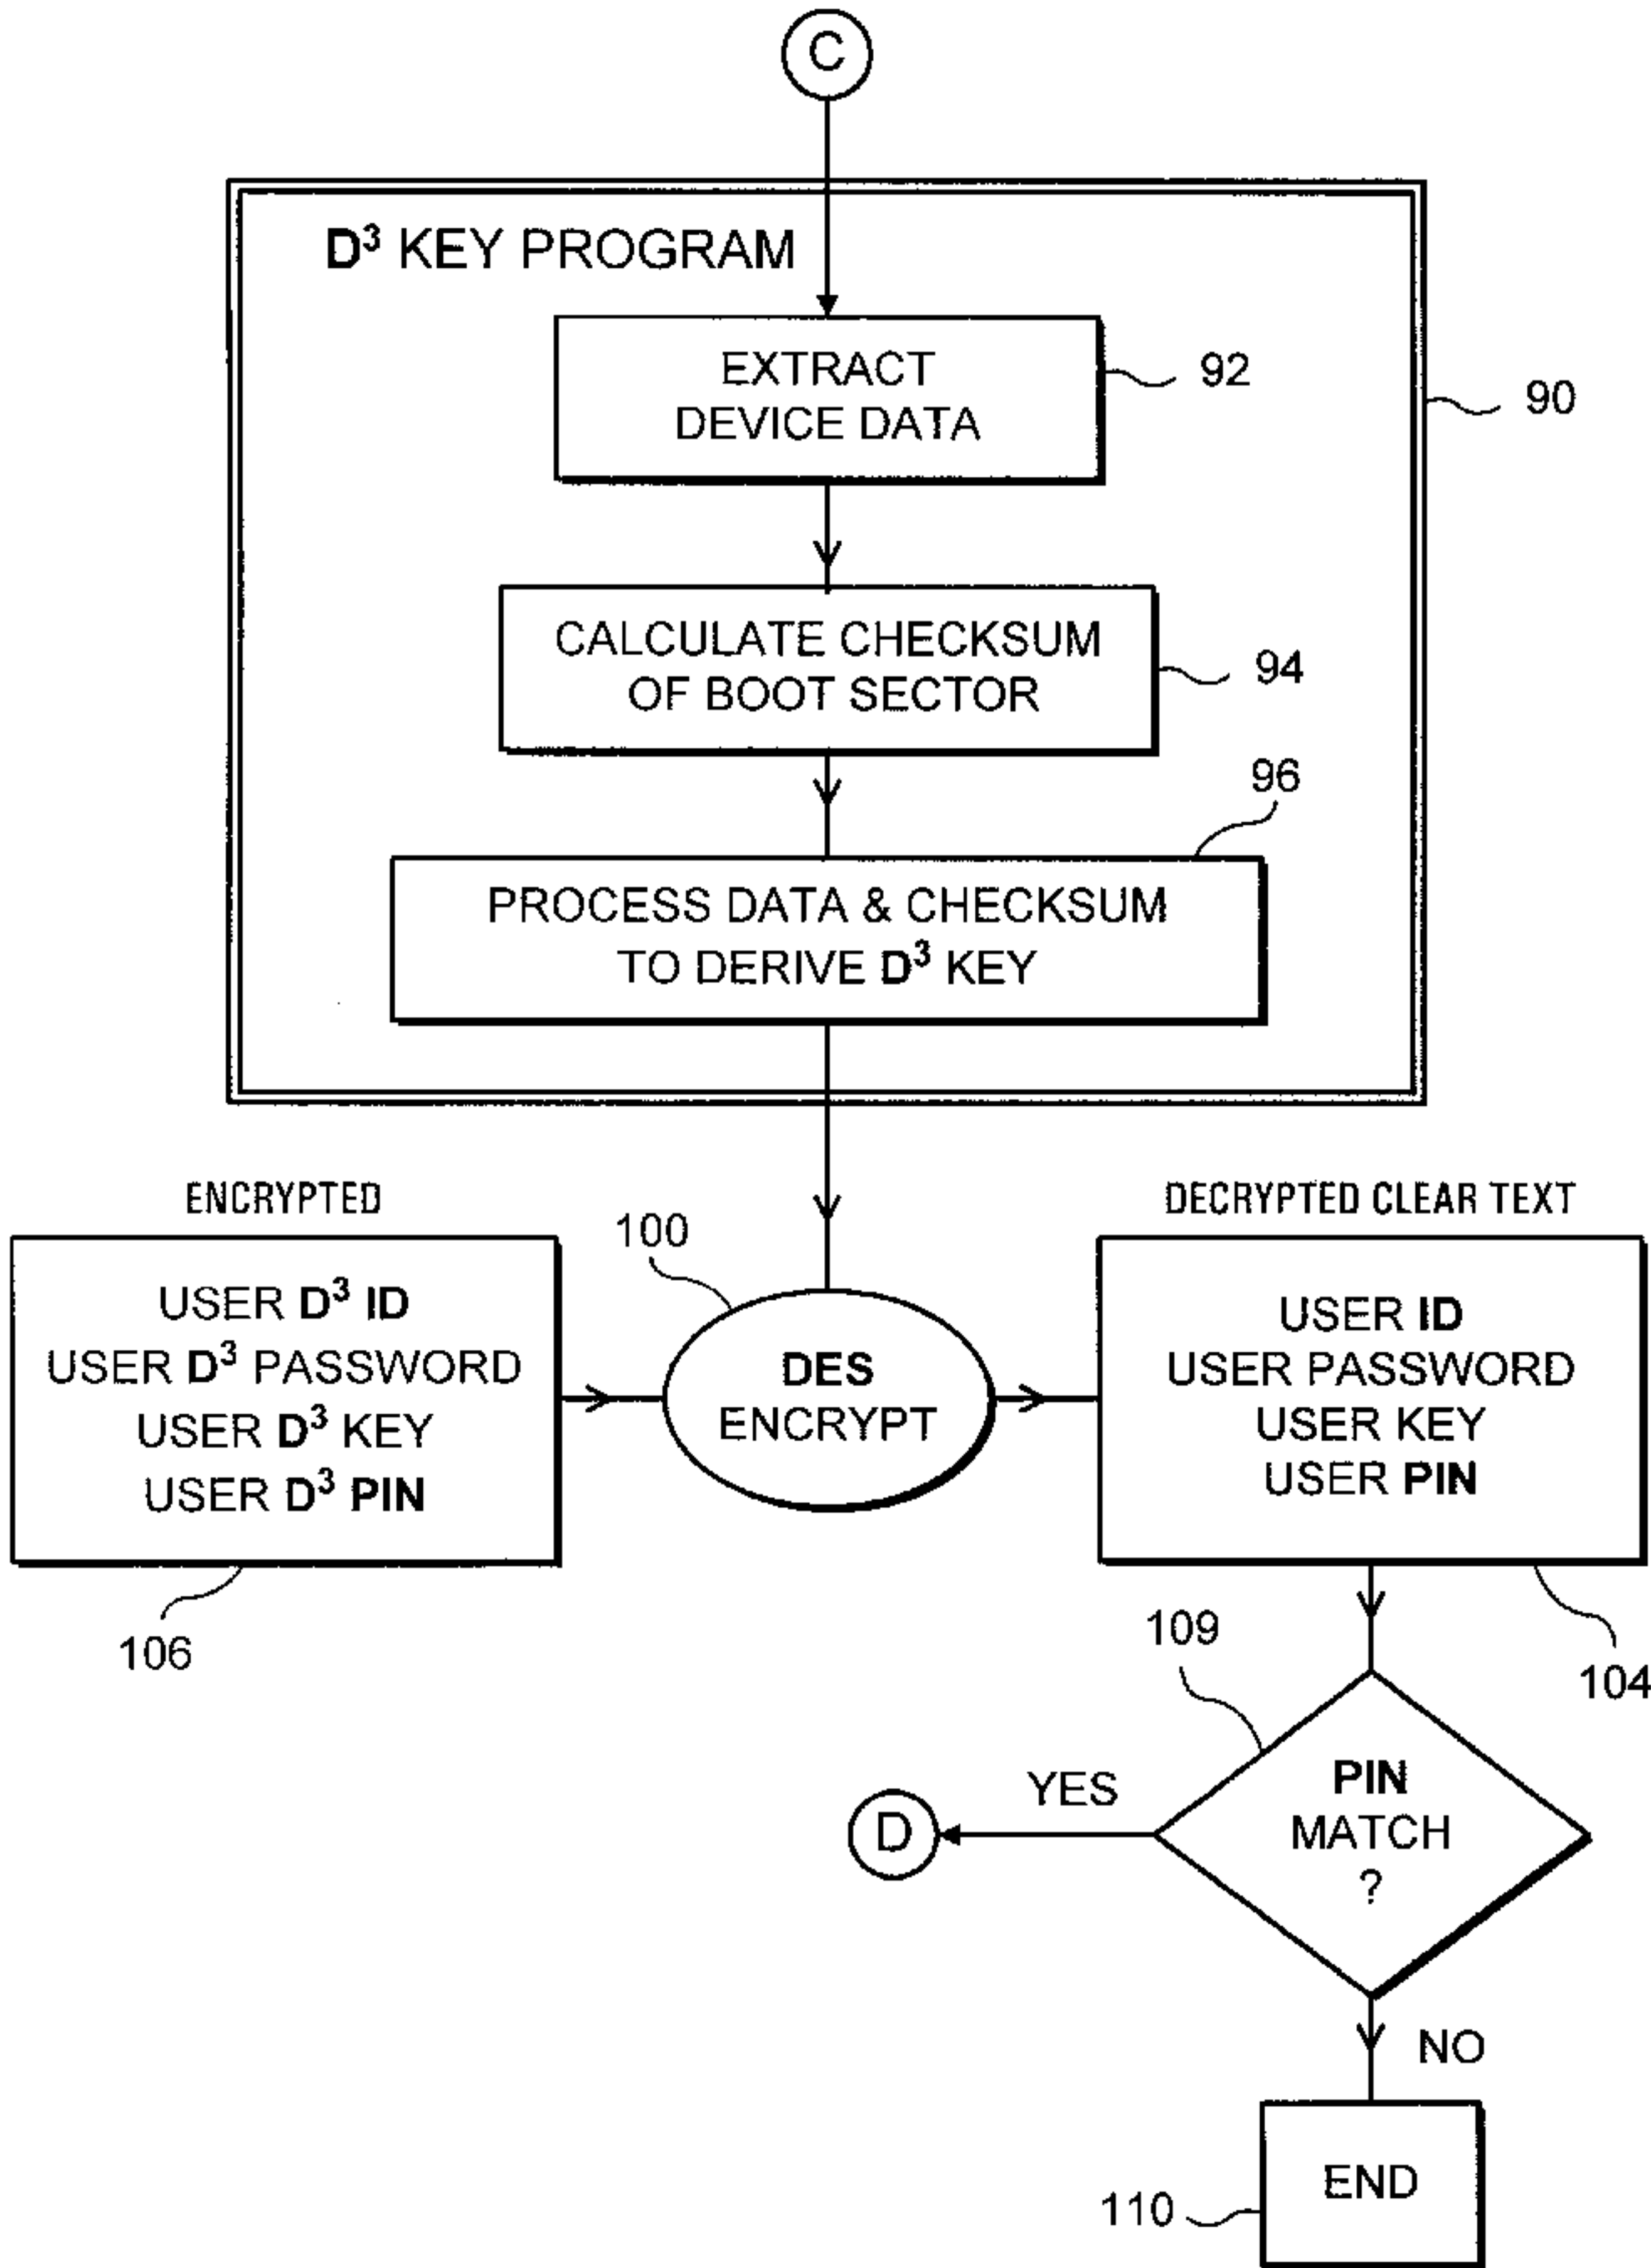 C
D³ KEY PROGRAM
EXTRACT
DEVICE DATA
92
90
CALCULATE CHECKSUM
OF BOOT SECTOR
94
96
PROCESS DATA & CHECKSUM
TO DERIVE D³ KEY
ENCRYPTED
USER D³ ID
USER D³ PASSWORD
USER D³ KEY
USER D³ PIN
106
100
DES
ENCRYPT
DECRYPTED CLEAR TEXT
USER ID
USER PASSWORD
USER KEY
USER PIN
104
109
PIN
MATCH
?
YES
D
NO
END
110